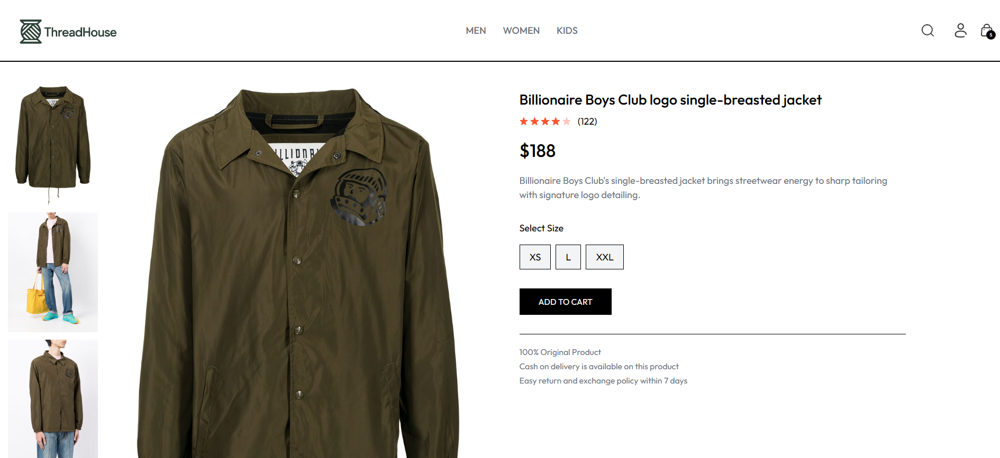 ThreadHouse
MEN WOMEN KIDS
5
Billionaire Boys Club logo single-breasted jacket
(122)
$188
Billionaire Boys Club's single-breasted jacket brings streetwear energy to sharp tailoring
with signature logo detailing.
Select Size
XS L XXL
ADD TO CART
100% Original Product
Cash on delivery is available on this product
Easy return and exchange policy within 7 days